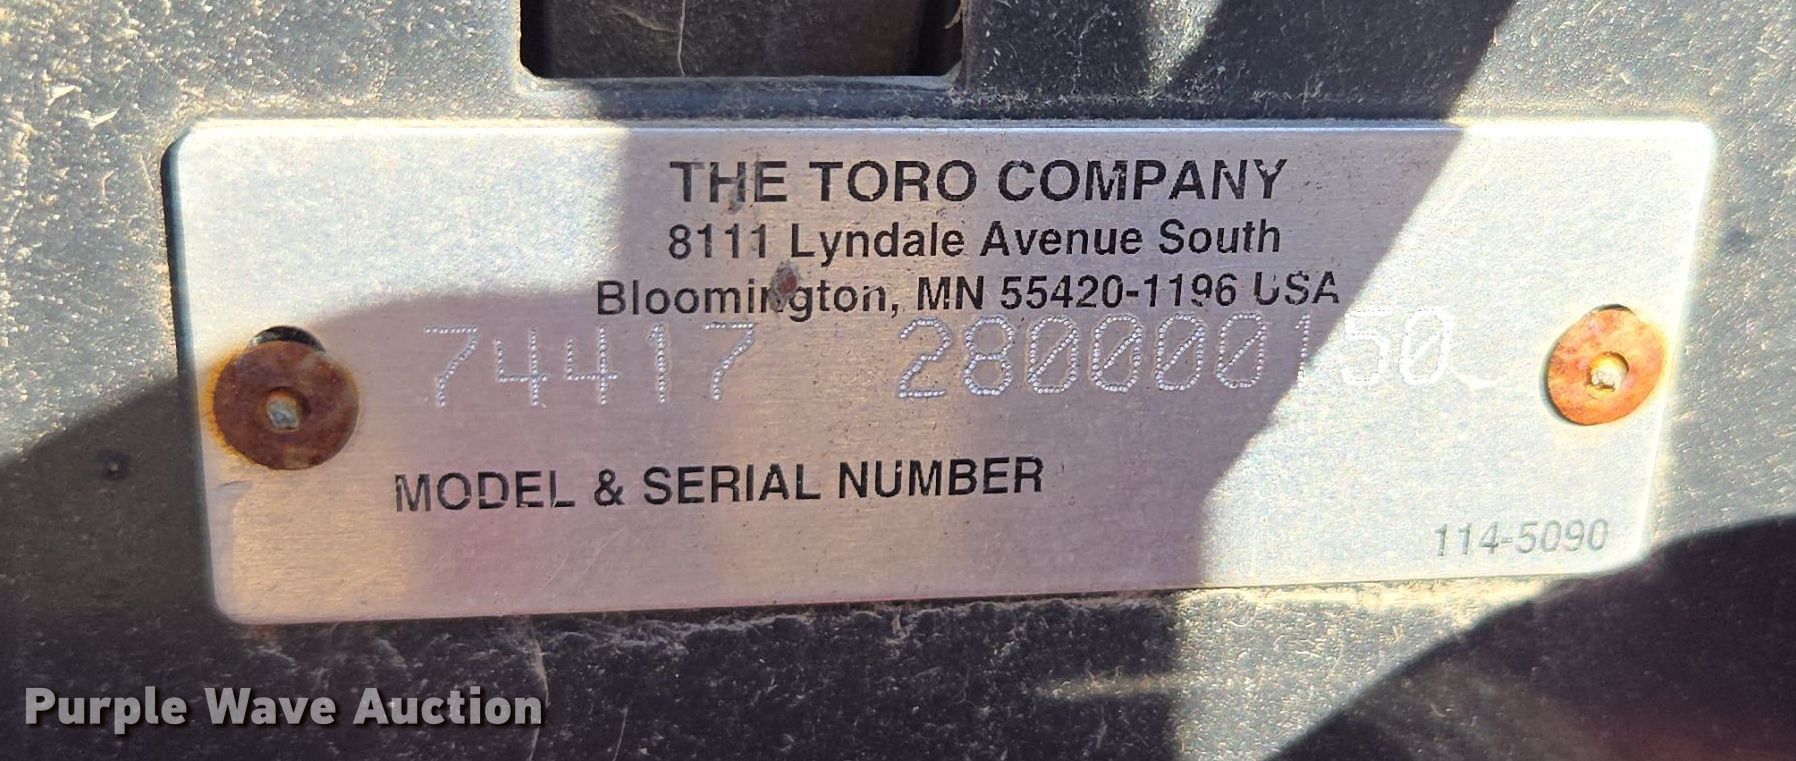 THE TORO COMPANY
8111 Lyndale Avenue South
Bloomington, MN 55420-1196 USA
74417 280000150
MODEL & SERIAL NUMBER
114-5090
Purple Wave Auction